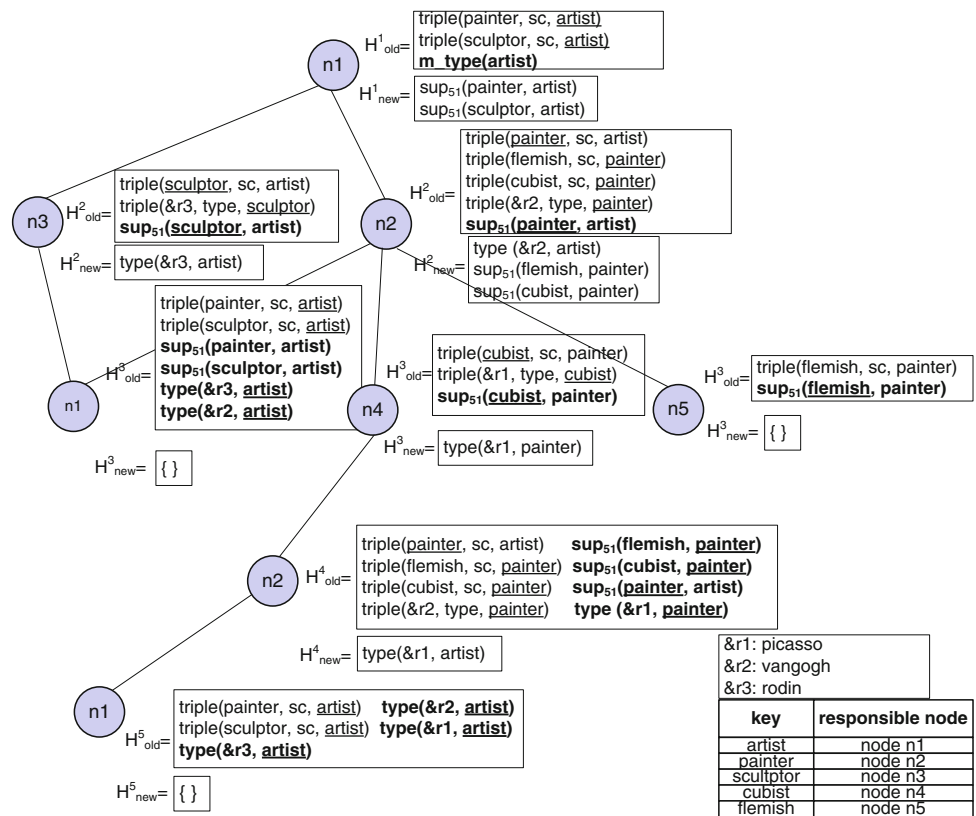 n1
H¹old=
triple(painter, sc, artist)
triple(sculptor, sc, artist)
m_type(artist)
H¹new=
sup₅₁(painter, artist)
sup₅₁(sculptor, artist)
n3
H²old=
triple(sculptor, sc, artist)
triple(&r3, type, sculptor)
sup₅₁(sculptor, artist)
H²new=
type(&r3, artist)
n2
H²old=
triple(painter, sc, artist)
triple(flemish, sc, painter)
triple(cubist, sc, painter)
triple(&r2, type, painter)
sup₅₁(painter, artist)
H²new=
type (&r2, artist)
sup₅₁(flemish, painter)
sup₅₁(cubist, painter)
n1
H³old=
triple(painter, sc, artist)
triple(sculptor, sc, artist)
sup₅₁(painter, artist)
sup₅₁(sculptor, artist)
type(&r3, artist)
type(&r2, artist)
H³new=
{ }
n4
H³old=
triple(cubist, sc, painter)
triple(&r1, type, cubist)
sup₅₁(cubist, painter)
H³new=
type(&r1, painter)
n5
H³old=
triple(flemish, sc, painter)
sup₅₁(flemish, painter)
H³new=
{ }
n2
H⁴old=
triple(painter, sc, artist) sup₅₁(flemish, painter)
triple(flemish, sc, painter) sup₅₁(cubist, painter)
triple(cubist, sc, painter) sup₅₁(painter, artist)
triple(&r2, type, painter) type (&r1, painter)
H⁴new=
type(&r1, artist)
n1
H⁵old=
triple(painter, sc, artist) type(&r2, artist)
triple(sculptor, sc, artist) type(&r1, artist)
type(&r3, artist)
H⁵new=
{ }
&r1: picasso
&r2: vangogh
&r3: rodin
key responsible node
artist node n1
painter node n2
scultptor node n3
cubist node n4
flemish node n5